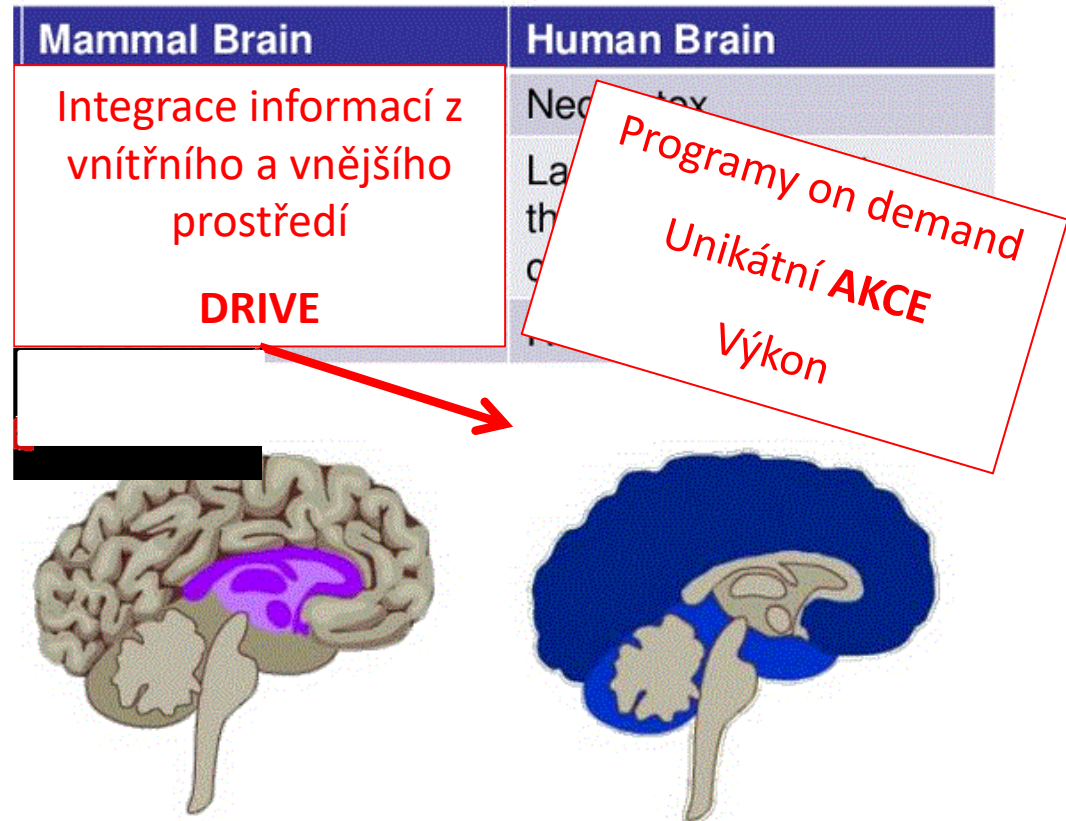 Mammal Brain
Human Brain
Integrace informací z
vnitřního a vnějšího
prostředí
DRIVE
Programy on demand
Unikátní AKCE
Výkon